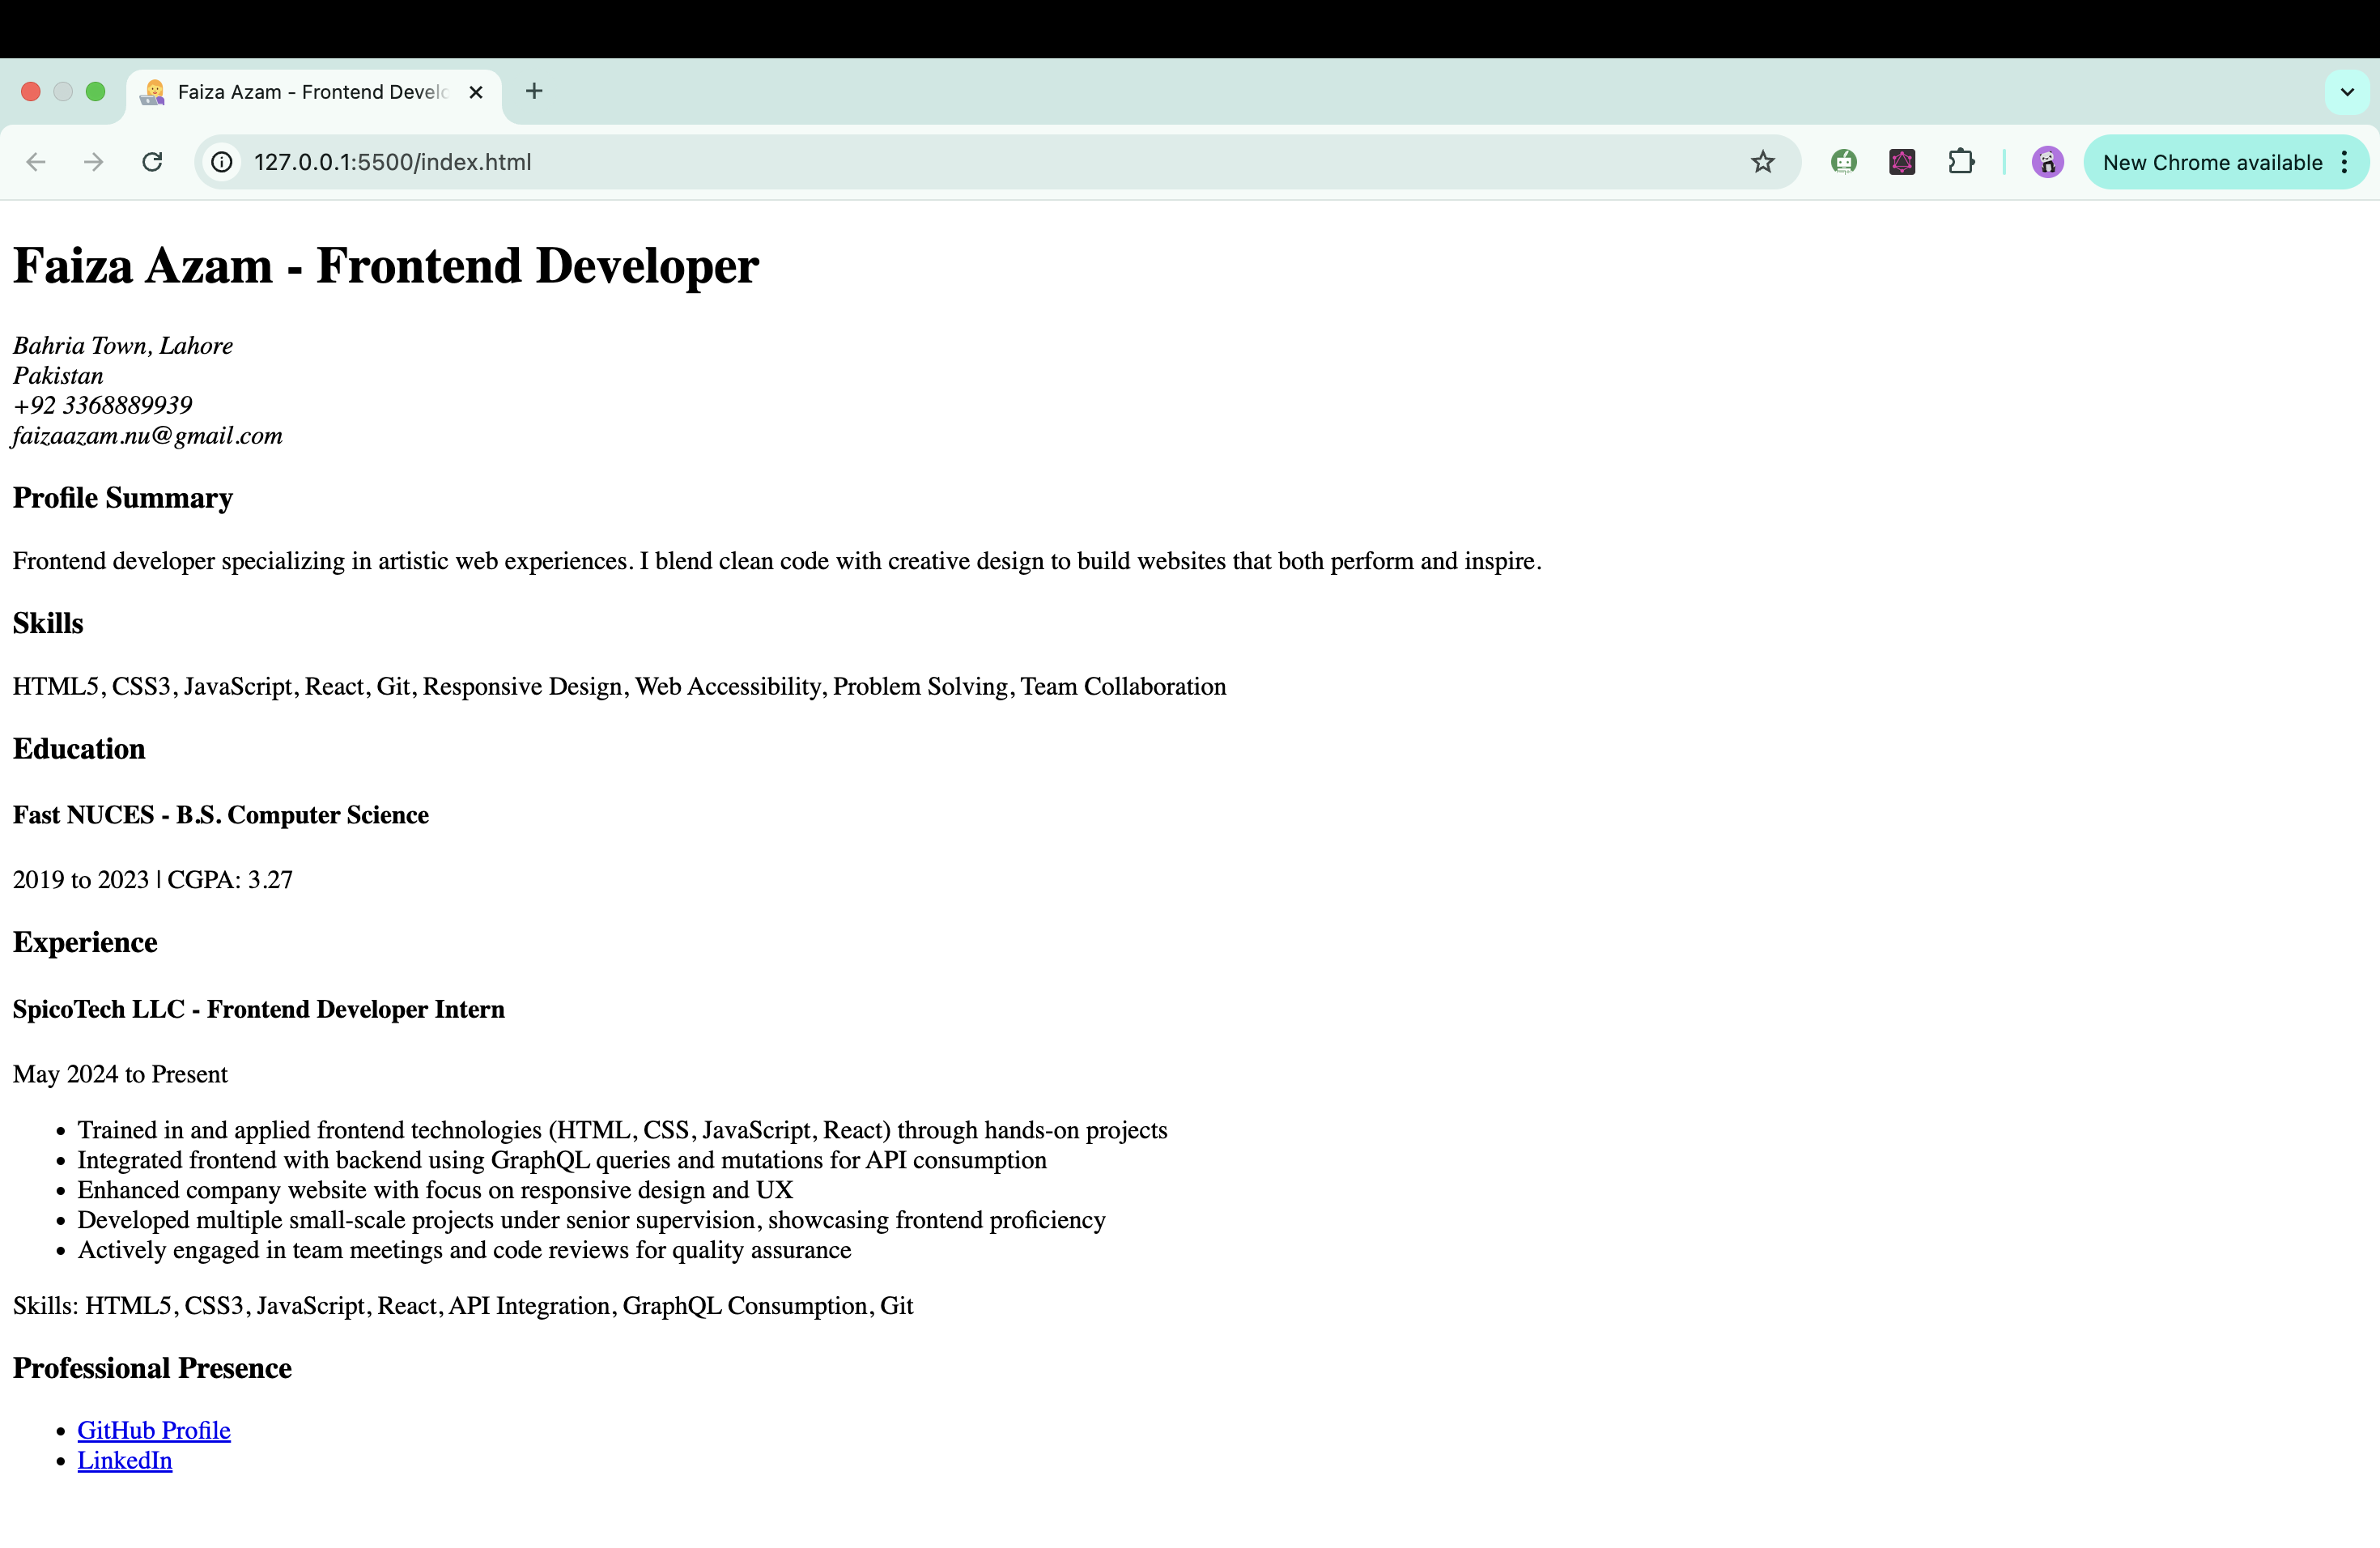 Faiza Azam - Frontend Develo
127.0.0.1:5500/index.html
New Chrome available
Faiza Azam - Frontend Developer
Bahria Town, Lahore
Pakistan
+92 3368889939
faizaazam.nu@gmail.com
Profile Summary
Frontend developer specializing in artistic web experiences. I blend clean code with creative design to build websites that both perform and inspire.
Skills
HTML5, CSS3, JavaScript, React, Git, Responsive Design, Web Accessibility, Problem Solving, Team Collaboration
Education
Fast NUCES - B.S. Computer Science
2019 to 2023 | CGPA: 3.27
Experience
SpicoTech LLC - Frontend Developer Intern
May 2024 to Present
• Trained in and applied frontend technologies (HTML, CSS, JavaScript, React) through hands-on projects
• Integrated frontend with backend using GraphQL queries and mutations for API consumption
• Enhanced company website with focus on responsive design and UX
• Developed multiple small-scale projects under senior supervision, showcasing frontend proficiency
• Actively engaged in team meetings and code reviews for quality assurance
Skills: HTML5, CSS3, JavaScript, React, API Integration, GraphQL Consumption, Git
Professional Presence
• GitHub Profile
• LinkedIn